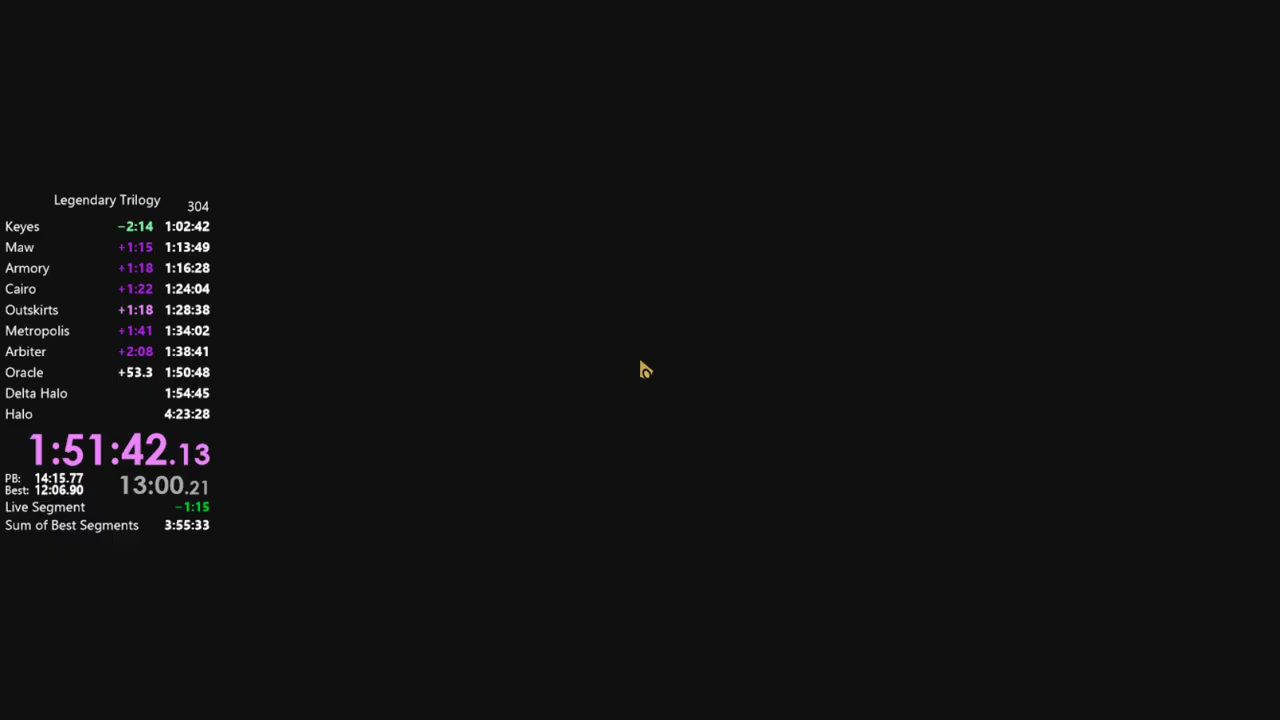 Legendary Trilogy 304
Keyes −2:14 1:02:42
Maw +1:15 1:13:49
Armory +1:18 1:16:28
Cairo +1:22 1:24:04
Outskirts +1:18 1:28:38
Metropolis +1:41 1:34:02
Arbiter +2:08 1:38:41
Oracle +53.3 1:50:48
Delta Halo 1:54:45
Halo 4:23:28
1:51:42.13
PB: 14:15.77 13:00.21
Best: 12:06.90
Live Segment −1:15
Sum of Best Segments 3:55:33